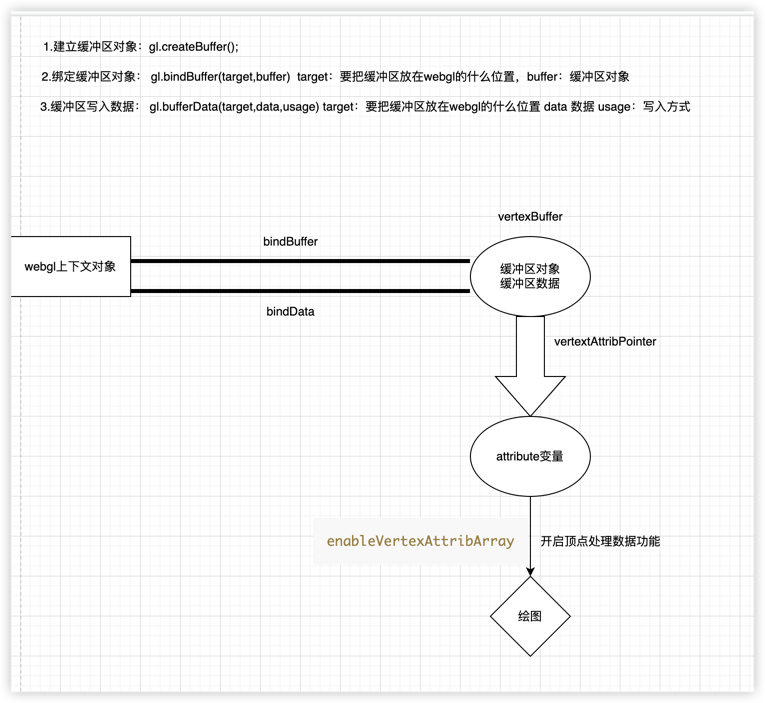 1.建立缓冲区对象：gl.createBuffer();
2.绑定缓冲区对象： gl.bindBuffer(target,buffer) target：要把缓冲区放在webgl的什么位置，buffer：缓冲区对象
3.缓冲区写入数据： gl.bufferData(target,data,usage) target：要把缓冲区放在webgl的什么位置 data 数据 usage：写入方式
vertexBuffer
bindBuffer
webgl上下文对象
缓冲区对象
缓冲区数据
bindData
vertextAttribPointer
attribute变量
enableVertexAttribArray
开启顶点处理数据功能
绘图